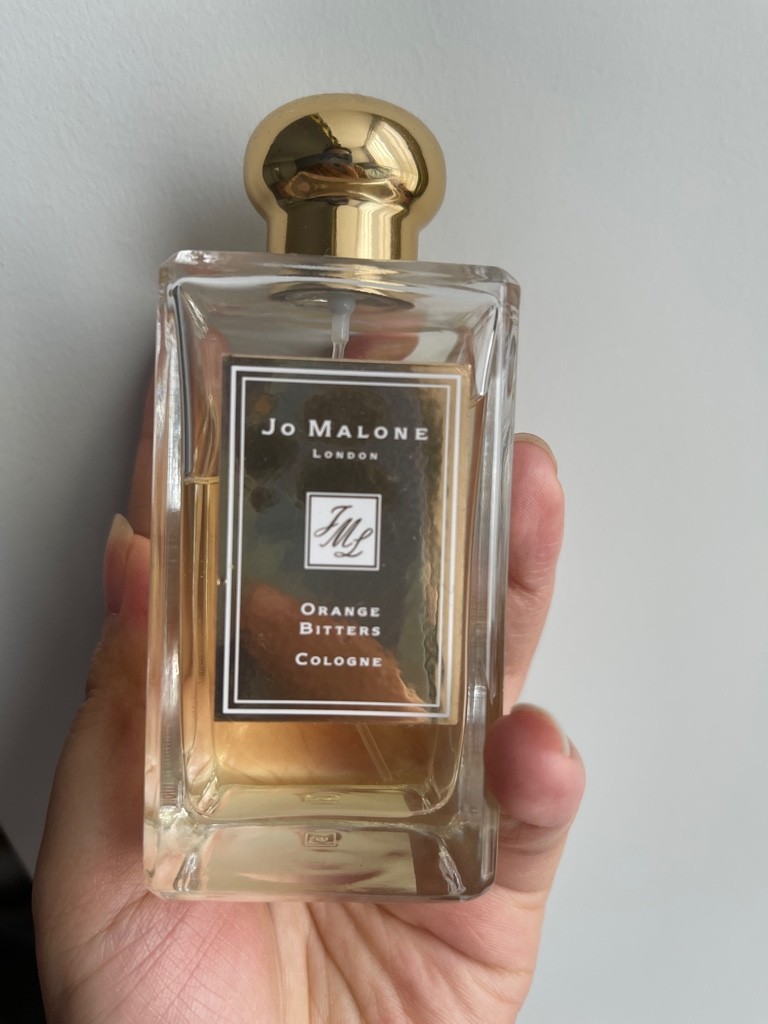 Jo Malone
London
JML
Orange
Bitters
Cologne